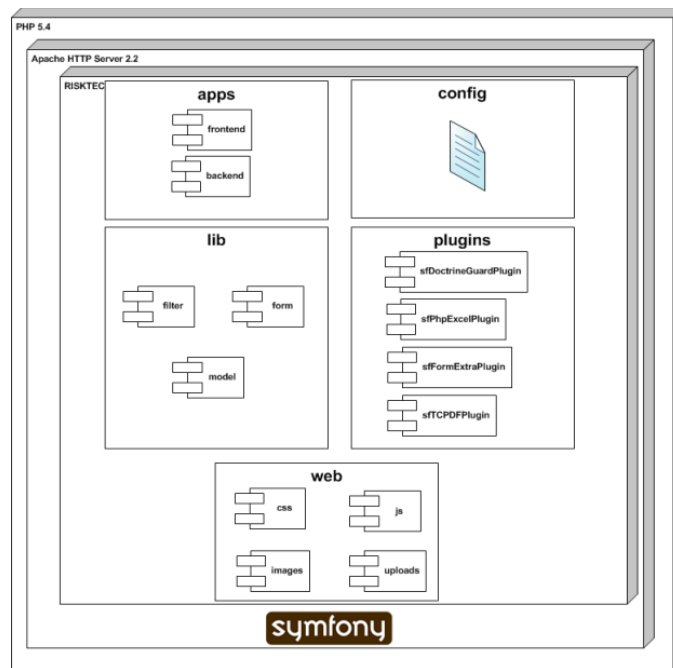 PHP 5.4
Apache HTTP Server 2.2
RISKTEC
apps
frontend
backend
config
lib
filter
form
model
plugins
sfDoctrineGuardPlugin
sfPhpExcelPlugin
sfFormExtraPlugin
sfTCPDFPlugin
web
css
js
images
uploads
symfony